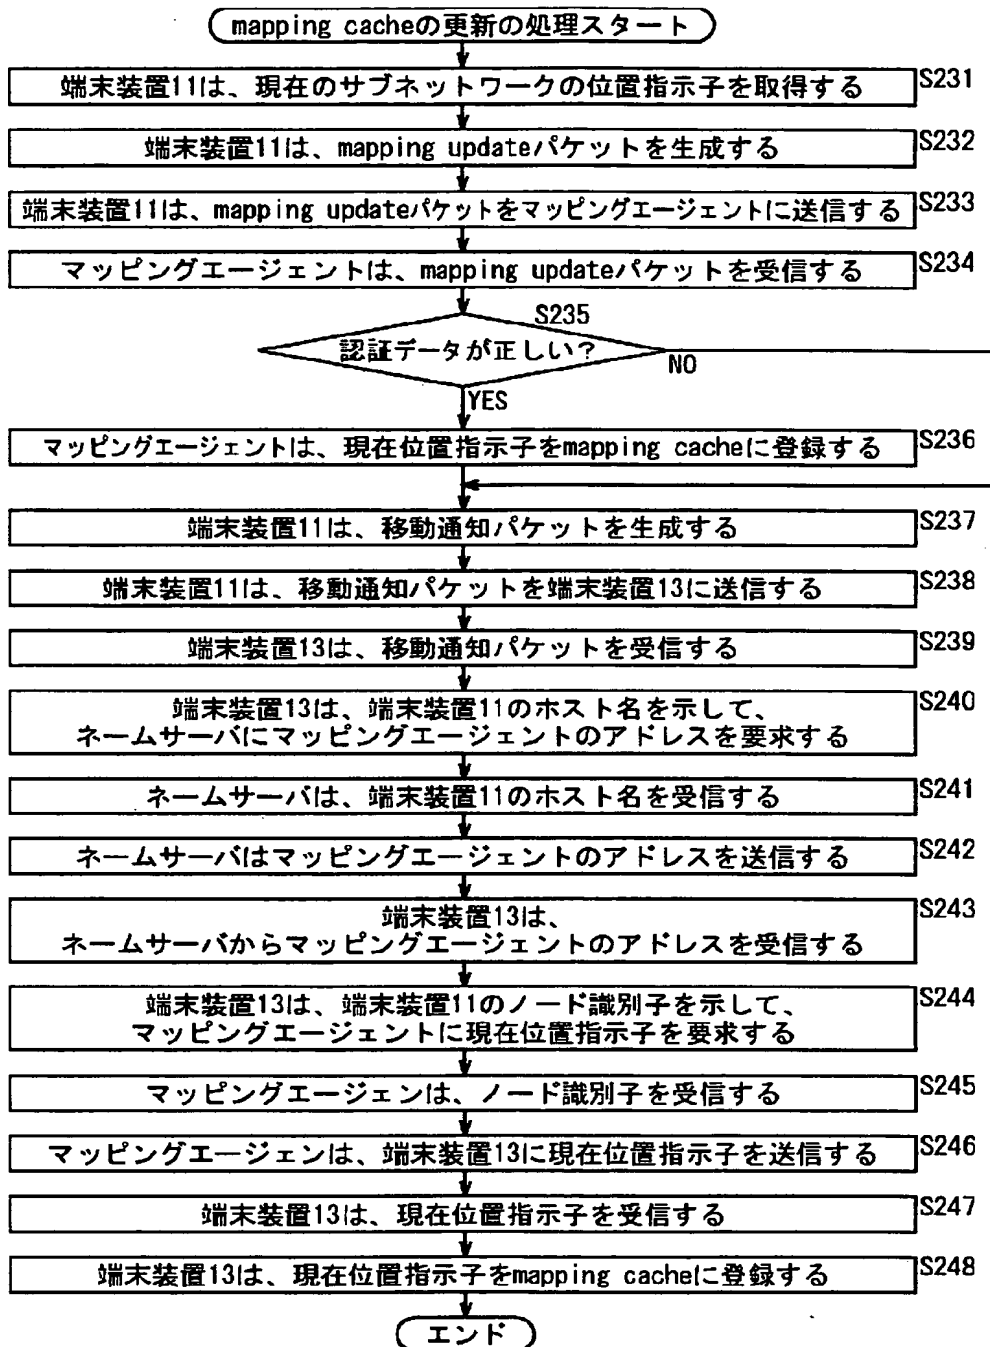 mapping cacheの更新の処理スタート
端末装置11は、現在のサブネットワークの位置指示子を取得する
S231
端末装置11は、mapping updateパケットを生成する
S232
端末装置11は、mapping updateパケットをマッピングエージェントに送信する
S233
マッピングエージェントは、mapping updateパケットを受信する
S234
S235
認証データが正しい?
NO
YES
マッピングエージェントは、現在位置指示子をmapping cacheに登録する
S236
端末装置11は、移動通知パケットを生成する
S237
端末装置11は、移動通知パケットを端末装置13に送信する
S238
端末装置13は、移動通知パケットを受信する
S239
端末装置13は、端末装置11のホスト名を示して、
ネームサーバにマッピングエージェントのアドレスを要求する
S240
ネームサーバは、端末装置11のホスト名を受信する
S241
ネームサーバはマッピングエージェントのアドレスを送信する
S242
端末装置13は、
ネームサーバからマッピングエージェントのアドレスを受信する
S243
端末装置13は、端末装置11のノード識別子を示して、
マッピングエージェントに現在位置指示子を要求する
S244
マッピングエージェンは、ノード識別子を受信する
S245
マッピングエージェンは、端末装置13に現在位置指示子を送信する
S246
端末装置13は、現在位置指示子を受信する
S247
端末装置13は、現在位置指示子をmapping cacheに登録する
S248
エンド